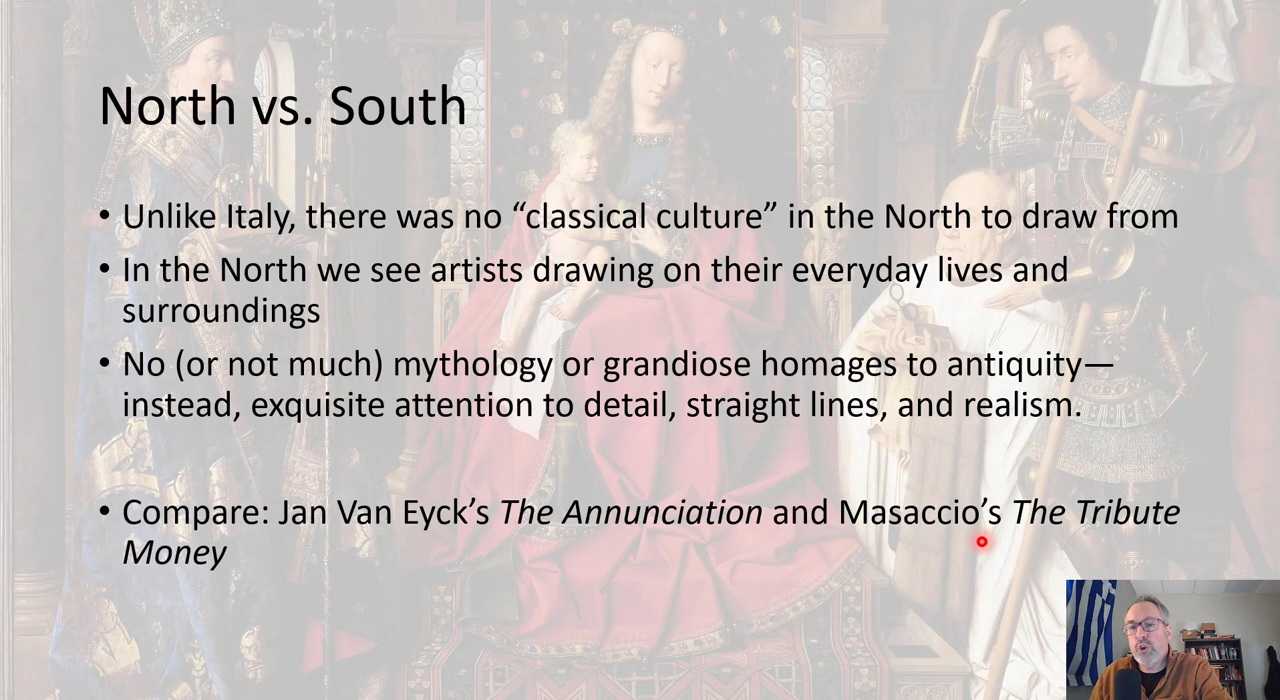 North vs. South
• Unlike Italy, there was no “classical culture” in the North to draw from
• In the North we see artists drawing on their everyday lives and
surroundings
• No (or not much) mythology or grandiose homages to antiquity—
instead, exquisite attention to detail, straight lines, and realism.
• Compare: Jan Van Eyck’s The Annunciation and Masaccio’s The Tribute
Money